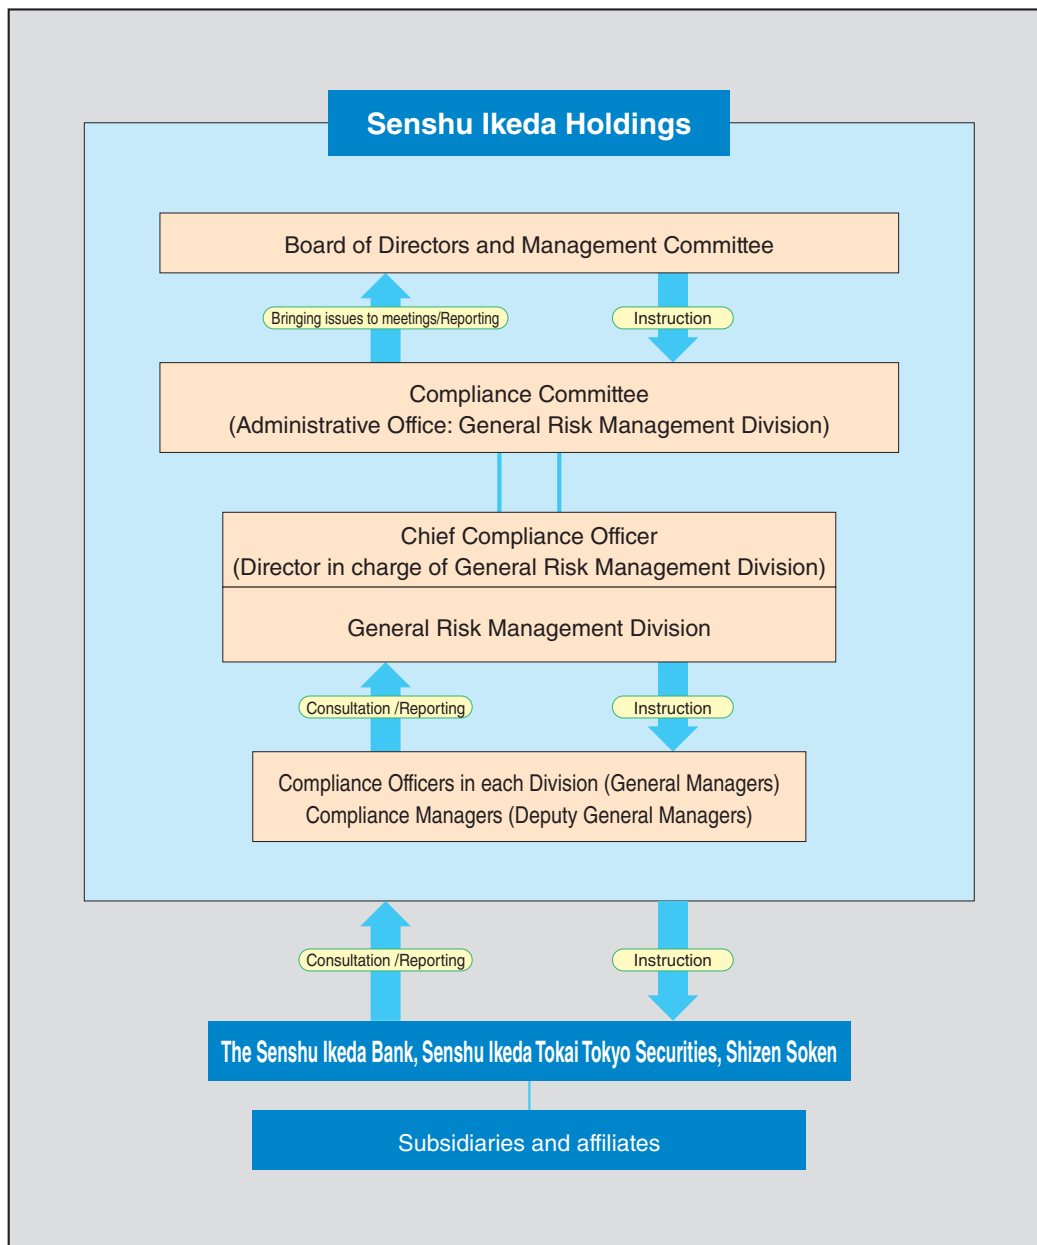 Senshu Ikeda Holdings
Board of Directors and Management Committee
Bringing issues to meetings/Reporting
Instruction
Compliance Committee
(Administrative Office: General Risk Management Division)
Chief Compliance Officer
(Director in charge of General Risk Management Division)
General Risk Management Division
Consultation /Reporting
Instruction
Compliance Officers in each Division (General Managers)
Compliance Managers (Deputy General Managers)
Consultation /Reporting
Instruction
The Senshu Ikeda Bank, Senshu Ikeda Tokai Tokyo Securities, Shizen Soken
Subsidiaries and affiliates